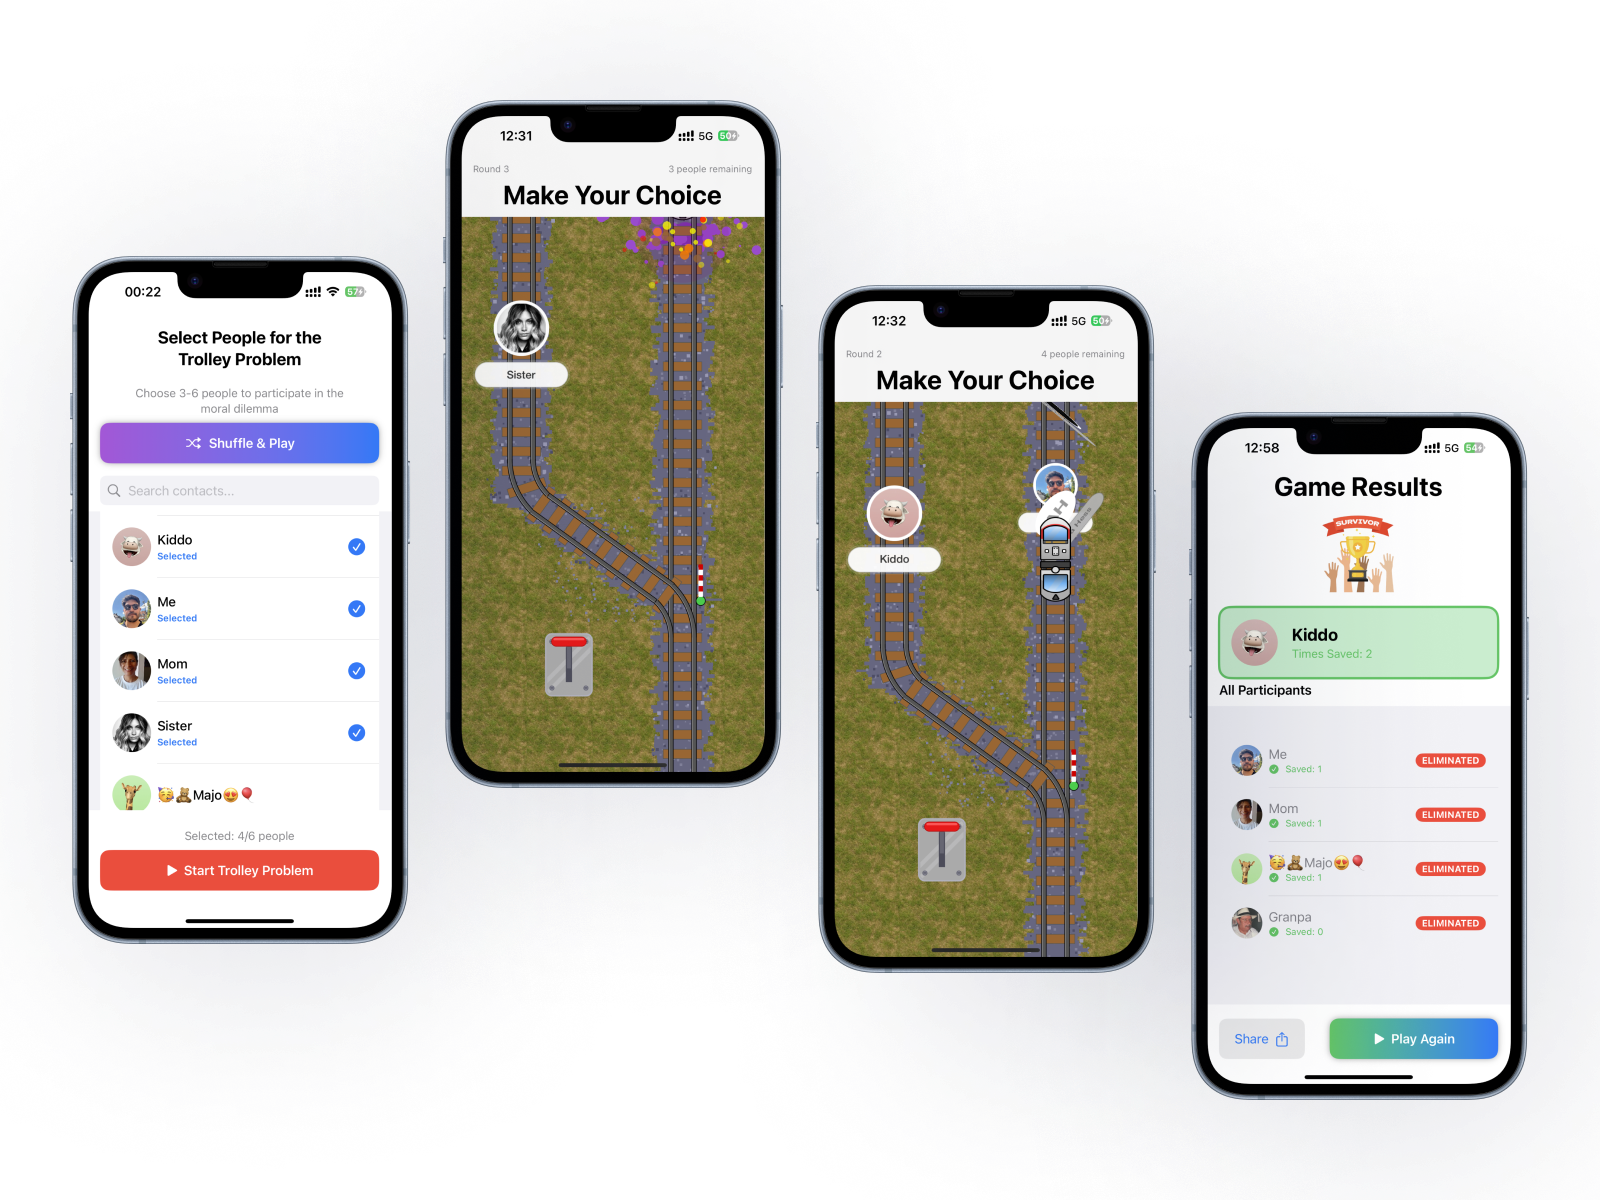 00:22
57
Select People for the
Trolley Problem
Choose 3-6 people to participate in the
moral dilemma
Shuffle & Play
Search contacts...
Kiddo
Selected
Me
Selected
Mom
Selected
Sister
Selected
🥳🧸Majo😍🎈
Selected: 4/6 people
Start Trolley Problem
12:31
5G 50
Round 3
3 people remaining
Make Your Choice
Sister
12:32
5G 50
Round 2
4 people remaining
Make Your Choice
Kiddo
H
12:58
5G 54
Game Results
SURVIVOR
Kiddo
Times Saved: 2
All Participants
Me
Saved: 1
ELIMINATED
Mom
Saved: 1
ELIMINATED
🥳🧸Majo😍🎈
Saved: 1
ELIMINATED
Granpa
Saved: 0
ELIMINATED
Share
Play Again